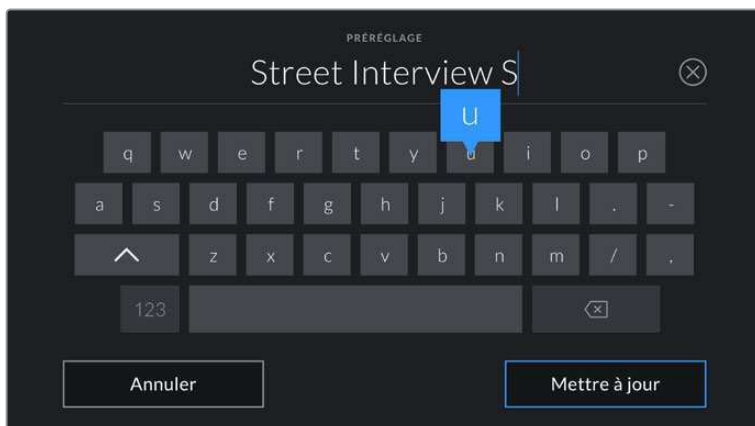 PRÉRÉGLAGE
Street Interview S
u
q w e r t y u i o p
a s d f g h j k l . -
z x c v b n m / ,
123
Annuler Mettre à jour